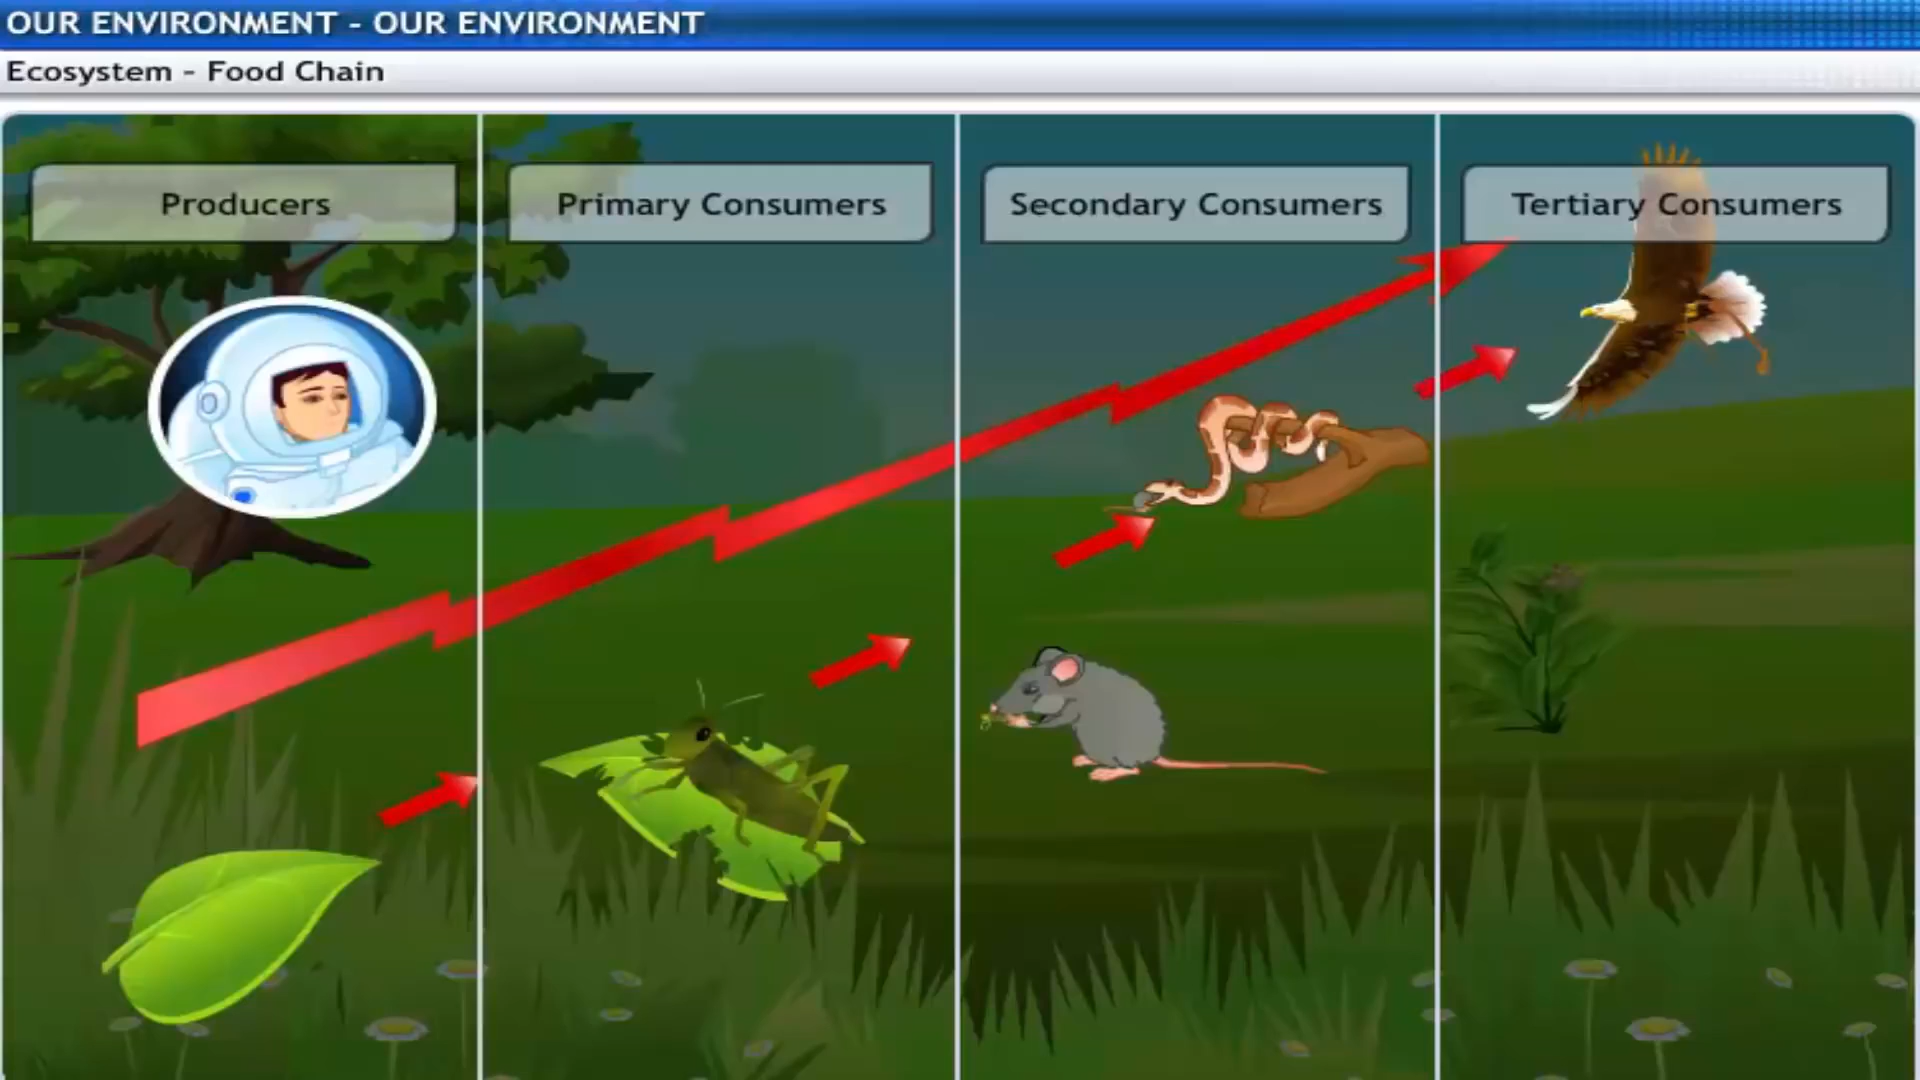 OUR ENVIRONMENT - OUR ENVIRONMENT
Ecosystem - Food Chain
Producers
Primary Consumers
Secondary Consumers
Tertiary Consumers